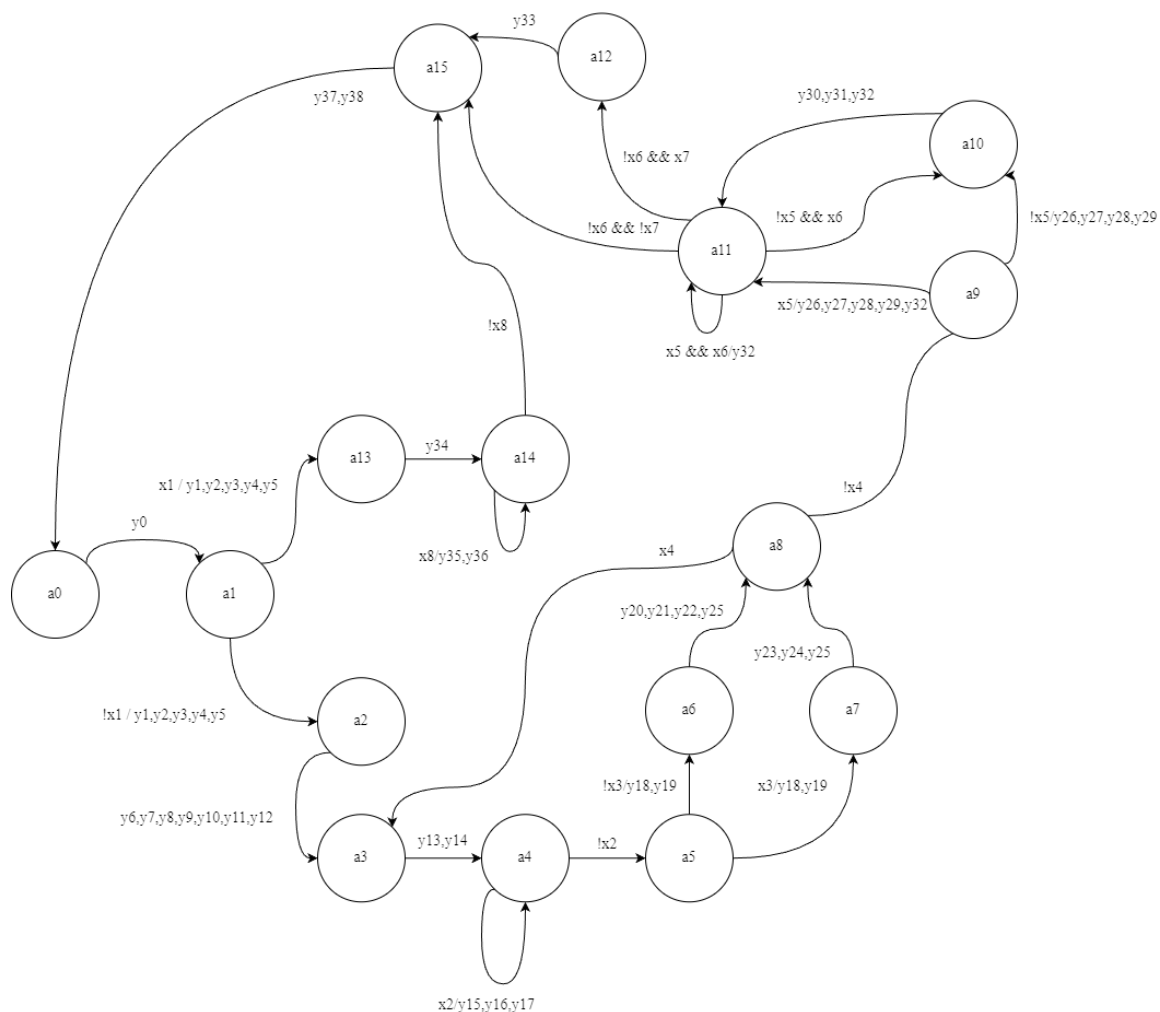 y33
a12
a15
y37,y38
y30,y31,y32
a10
!x6 && x7
!x5 && x6
!x5/y26,y27,y28,y29
!x6 && !x7
a11
a9
x5/y26,y27,y28,y29,y32
x5 && x6/y32
!x8
a13
y34
a14
x1 / y1,y2,y3,y4,y5
x8/y35,y36
!x4
y0
a0
a1
x4
a8
y20,y21,y22,y25
y23,y24,y25
!x1 / y1,y2,y3,y4,y5
a2
a6
a7
y6,y7,y8,y9,y10,y11,y12
!x3/y18,y19
x3/y18,y19
a3
y13,y14
a4
!x2
a5
x2/y15,y16,y17